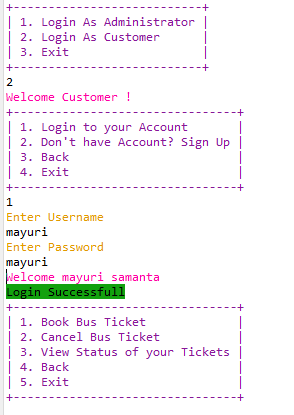 +--------------------------+
| 1. Login As Administrator |
| 2. Login As Customer |
| 3. Exit |
+--------------------------+
2
Welcome Customer !
+-------------------------------+
| 1. Login to your Account |
| 2. Don't have Account? Sign Up |
| 3. Back |
| 4. Exit |
+-------------------------------+
1
Enter Username
mayuri
Enter Password
mayuri
Welcome mayuri samanta
Login Successfull
+-------------------------------+
| 1. Book Bus Ticket |
| 2. Cancel Bus Ticket |
| 3. View Status of your Tickets |
| 4. Back |
| 5. Exit |
+-------------------------------+